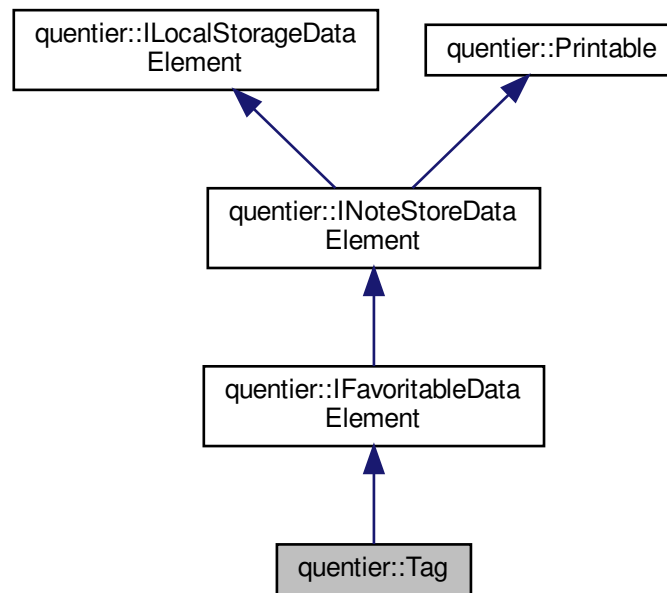 quentier::ILocalStorageData
Element
quentier::Printable
quentier::INoteStoreData
Element
quentier::IFavoritableData
Element
quentier::Tag